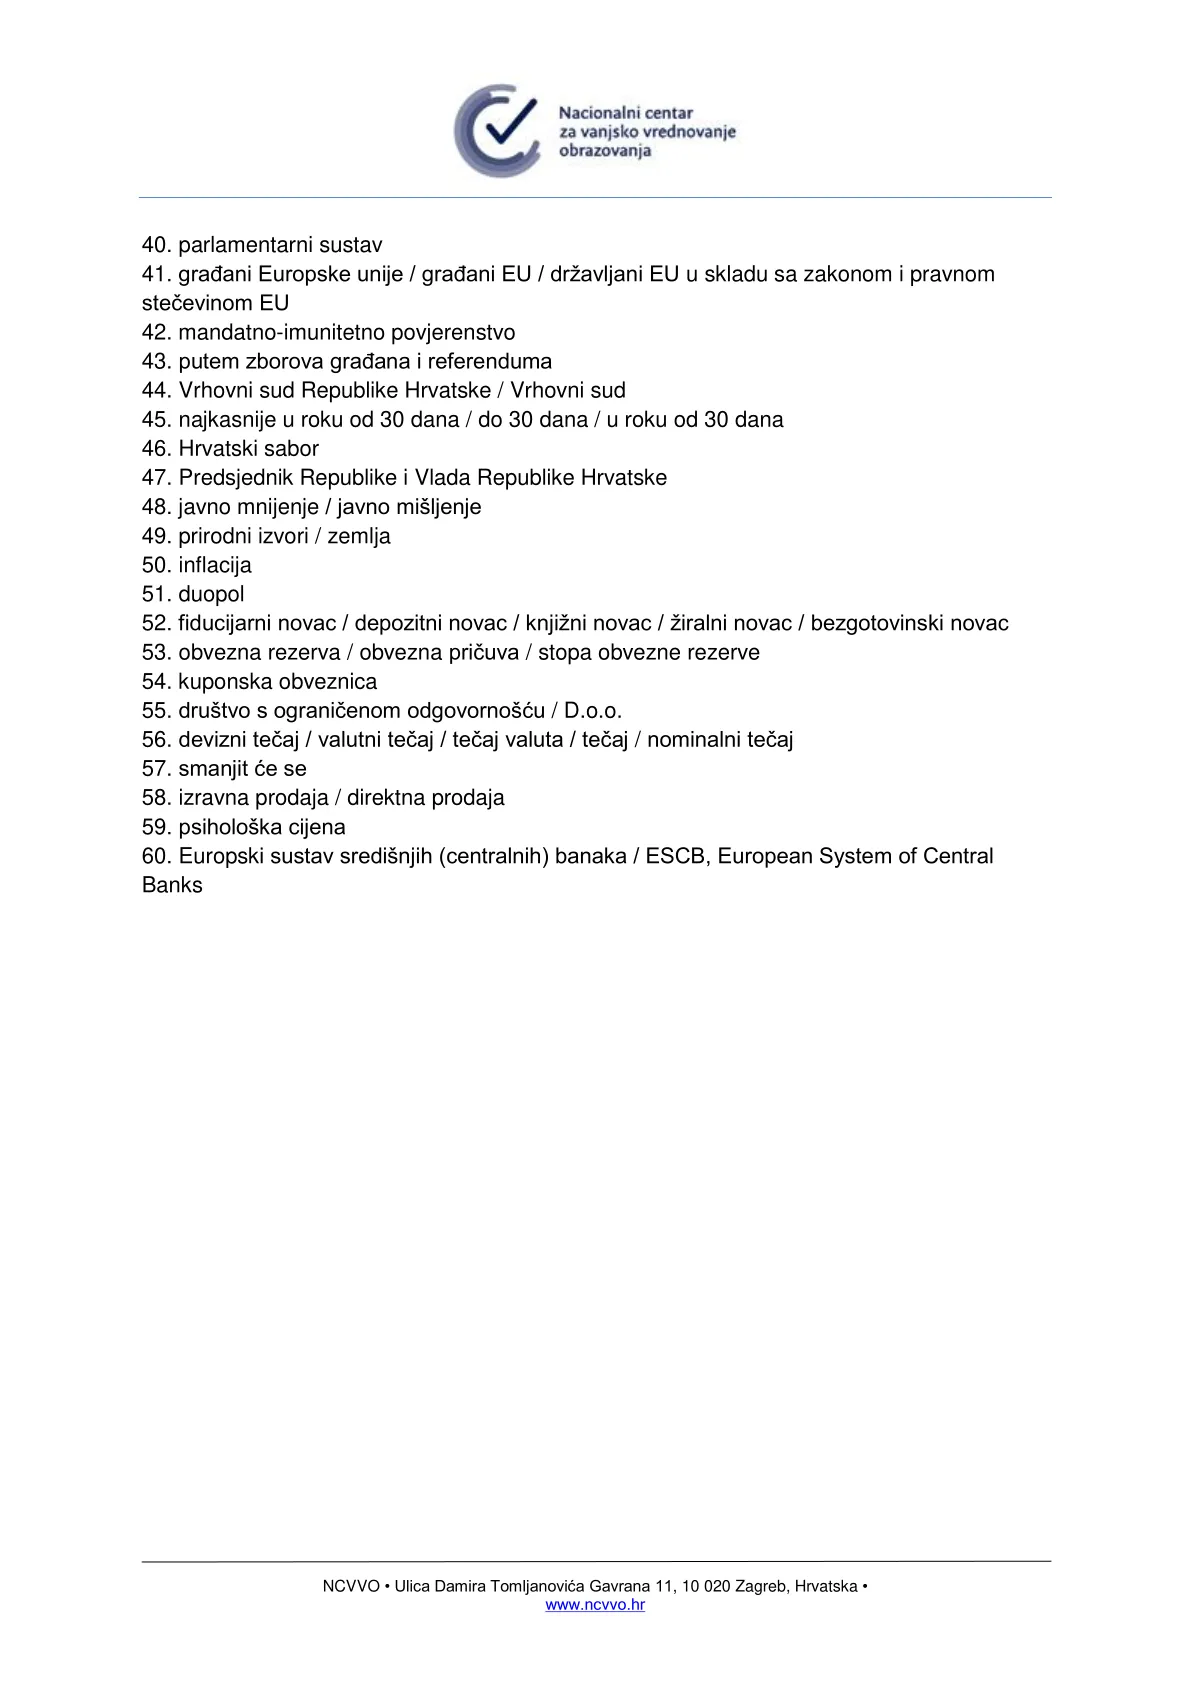 Nacionalni centar
za vanjsko vrednovanje
obrazovanja
40. parlamentarni sustav
41. građani Europske unije / građani EU / državljani EU u skladu sa zakonom i pravnom
stečevinom EU
42. mandatno-imunitetno povjerenstvo
43. putem zborova građana i referenduma
44. Vrhovni sud Republike Hrvatske / Vrhovni sud
45. najkasnije u roku od 30 dana / do 30 dana / u roku od 30 dana
46. Hrvatski sabor
47. Predsjednik Republike i Vlada Republike Hrvatske
48. javno mnijenje / javno mišljenje
49. prirodni izvori / zemlja
50. inflacija
51. duopol
52. fiducijarni novac / depozitni novac / knjižni novac / žiralni novac / bezgotovinski novac
53. obvezna rezerva / obvezna pričuva / stopa obvezne rezerve
54. kuponska obveznica
55. društvo s ograničenom odgovornošću / D.o.o.
56. devizni tečaj / valutni tečaj / tečaj valuta / tečaj / nominalni tečaj
57. smanjit će se
58. izravna prodaja / direktna prodaja
59. psihološka cijena
60. Europski sustav središnjih (centralnih) banaka / ESCB, European System of Central
Banks
NCVVO • Ulica Damira Tomljanovića Gavrana 11, 10 020 Zagreb, Hrvatska •
www.ncvvo.hr